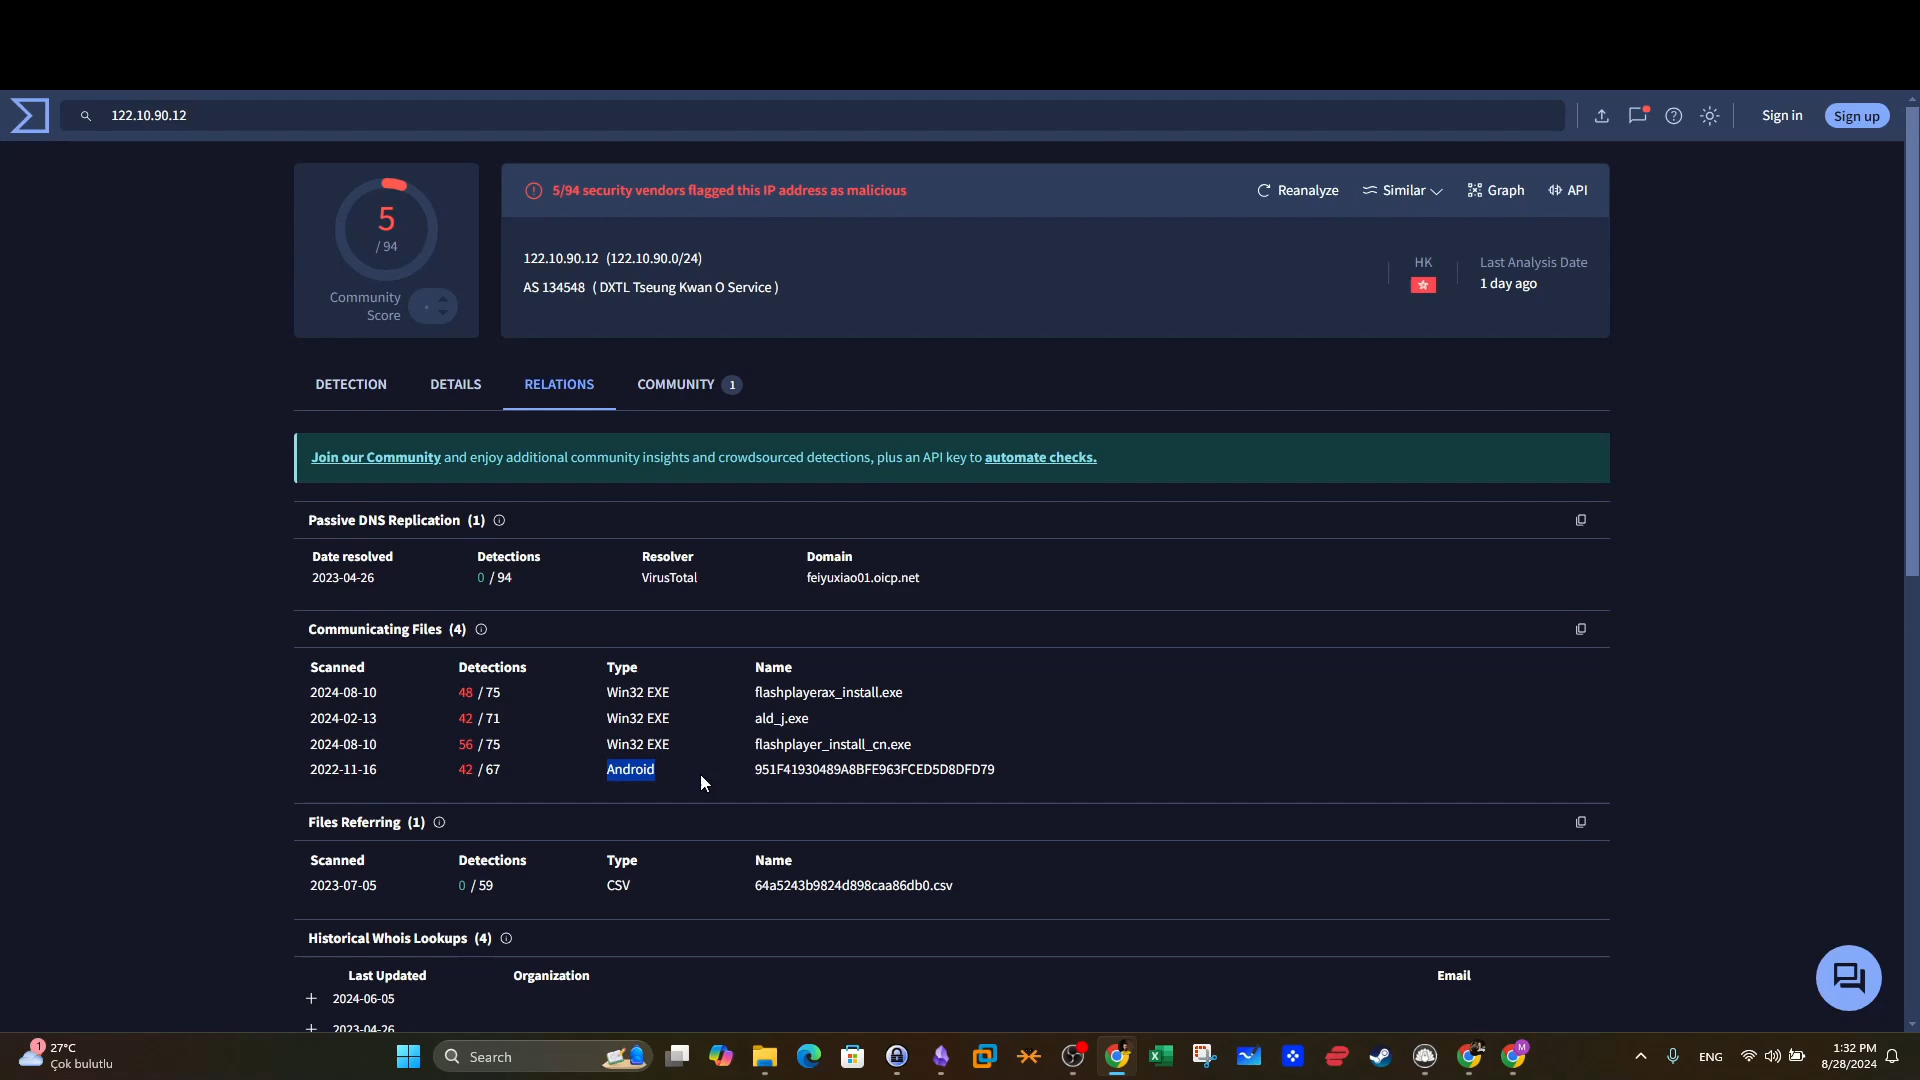 122.10.90.12
Sign in
Sign up
5
/ 94
Community
Score
5/94 security vendors flagged this IP address as malicious
Reanalyze
Similar
Graph
API
122.10.90.12 (122.10.90.0/24)
AS 134548 ( DXTL Tseung Kwan O Service )
HK
Last Analysis Date
1 day ago
DETECTION
DETAILS
RELATIONS
COMMUNITY 1
Join our Community and enjoy additional community insights and crowdsourced detections, plus an API key to automate checks.
Passive DNS Replication (1)
Date resolved Detections Resolver Domain
2023-04-26 0 / 94 VirusTotal feiyuxiao01.oicp.net
Communicating Files (4)
Scanned Detections Type Name
2024-08-10 48 / 75 Win32 EXE flashplayerax_install.exe
2024-02-13 42 / 71 Win32 EXE ald_j.exe
2024-08-10 56 / 75 Win32 EXE flashplayer_install_cn.exe
2022-11-16 42 / 67 Android 951F41930489A8BFE963FCED5D8DFD79
Files Referring (1)
Scanned Detections Type Name
2023-07-05 0 / 59 CSV 64a5243b9824d898caa86db0.csv
Historical Whois Lookups (4)
Last Updated Organization Email
+ 2024-06-05
+ 2023-04-26
1
27°C
Çok bulutlu
Search
M
ENG
1:32 PM
8/28/2024